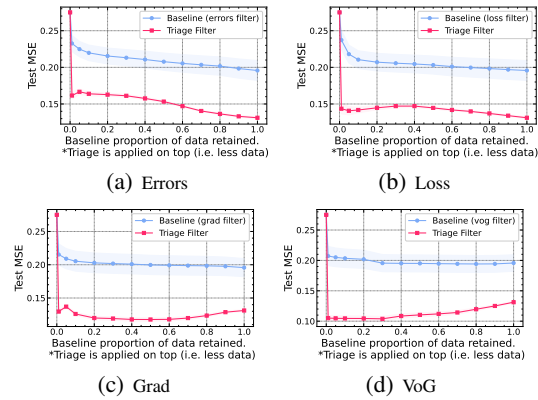 Baseline (errors filter)
Triage Filter
Test MSE
0.25
0.20
0.15
0.0 0.2 0.4 0.6 0.8 1.0
Baseline proportion of data retained.
*Triage is applied on top (i.e. less data)
(a) Errors
Baseline (loss filter)
Triage Filter
Test MSE
0.25
0.20
0.15
0.0 0.2 0.4 0.6 0.8 1.0
Baseline proportion of data retained.
*Triage is applied on top (i.e. less data)
(b) Loss
Baseline (grad filter)
Triage Filter
Test MSE
0.25
0.20
0.15
0.0 0.2 0.4 0.6 0.8 1.0
Baseline proportion of data retained.
*Triage is applied on top (i.e. less data)
(c) Grad
Baseline (vog filter)
Triage Filter
Test MSE
0.25
0.20
0.15
0.10
0.0 0.2 0.4 0.6 0.8 1.0
Baseline proportion of data retained.
*Triage is applied on top (i.e. less data)
(d) VoG